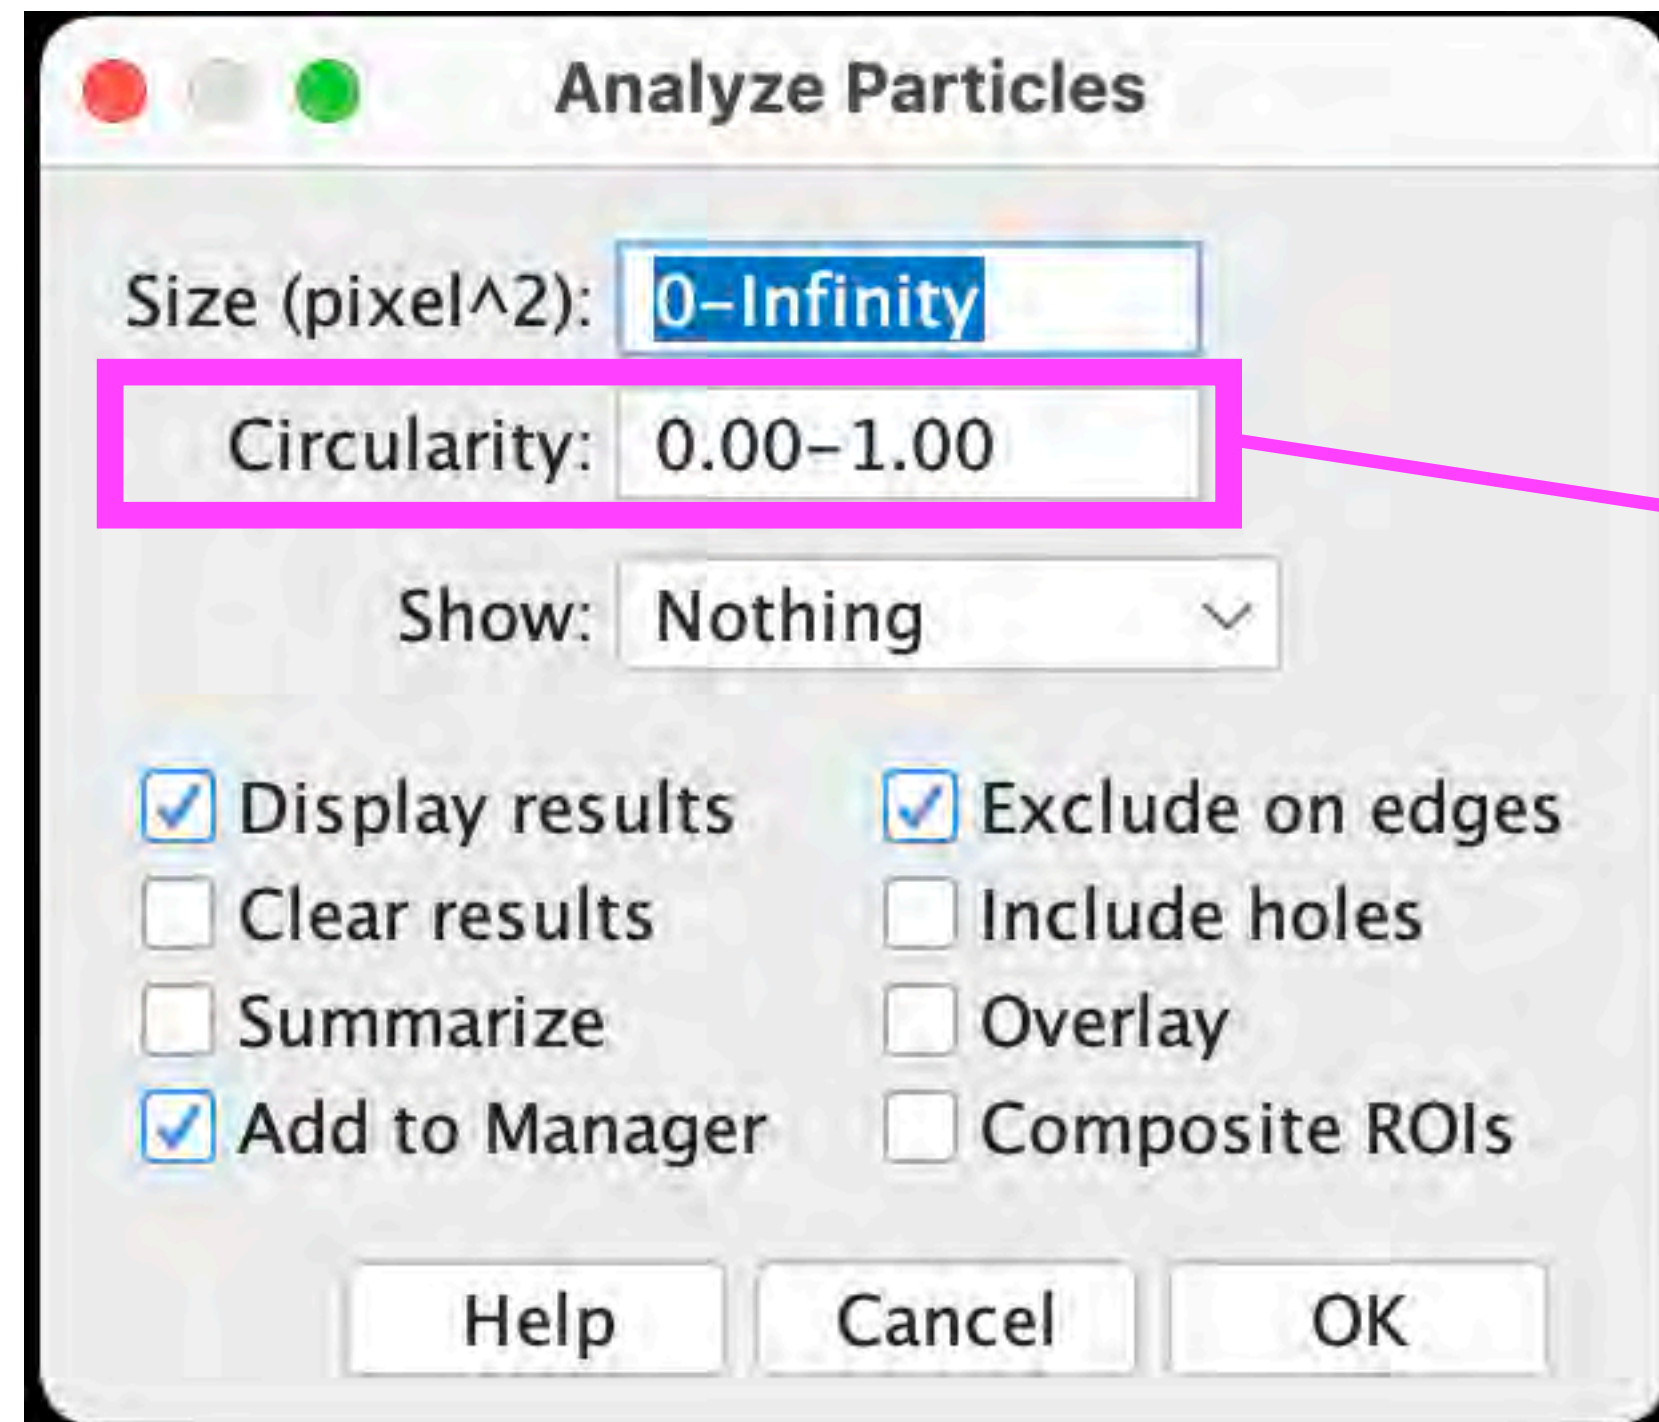 Analyze Particles
Size (pixel^2): 0-Infinity
Circularity: 0.00-1.00
Show: Nothing
Display results Exclude on edges
Clear results Include holes
Summarize Overlay
Add to Manager Composite ROIs
Help Cancel OK